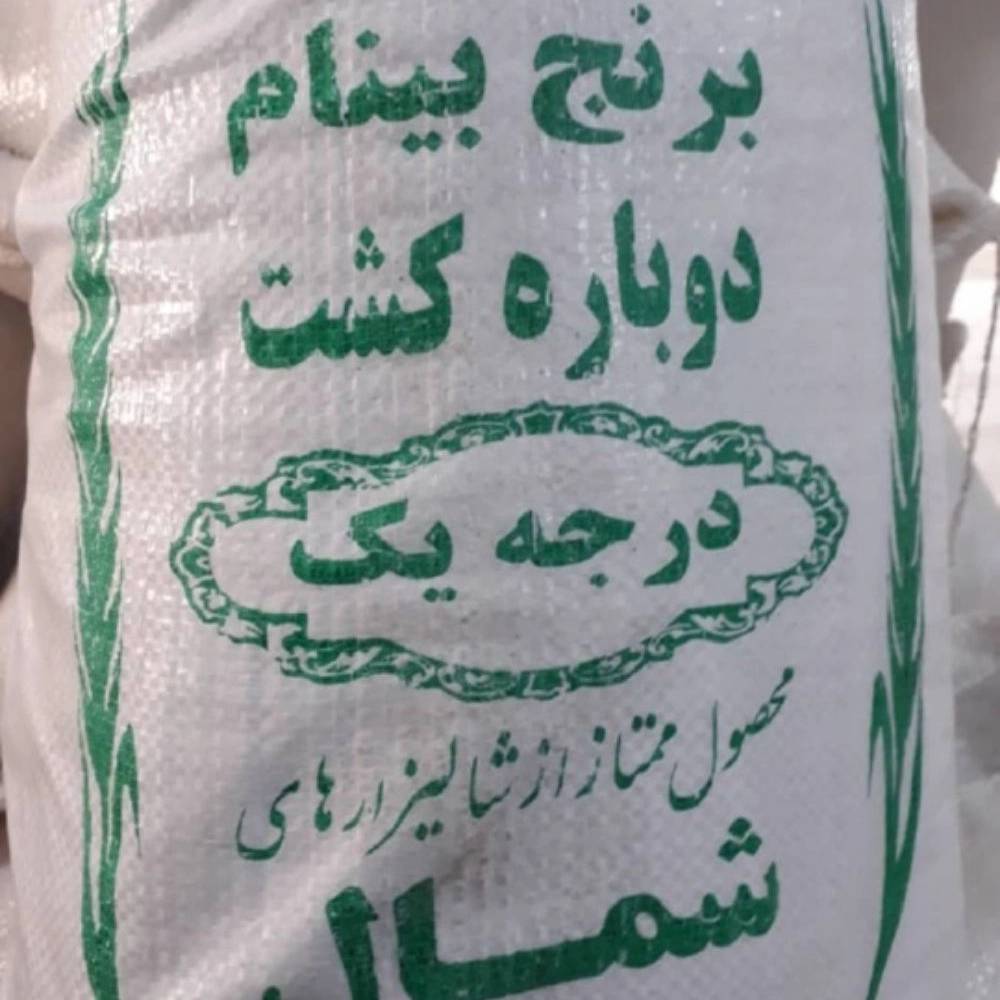 برنج بینام
دوباره کشت
درجه یک
محصول ممتاز از شالیزارهای
شمال